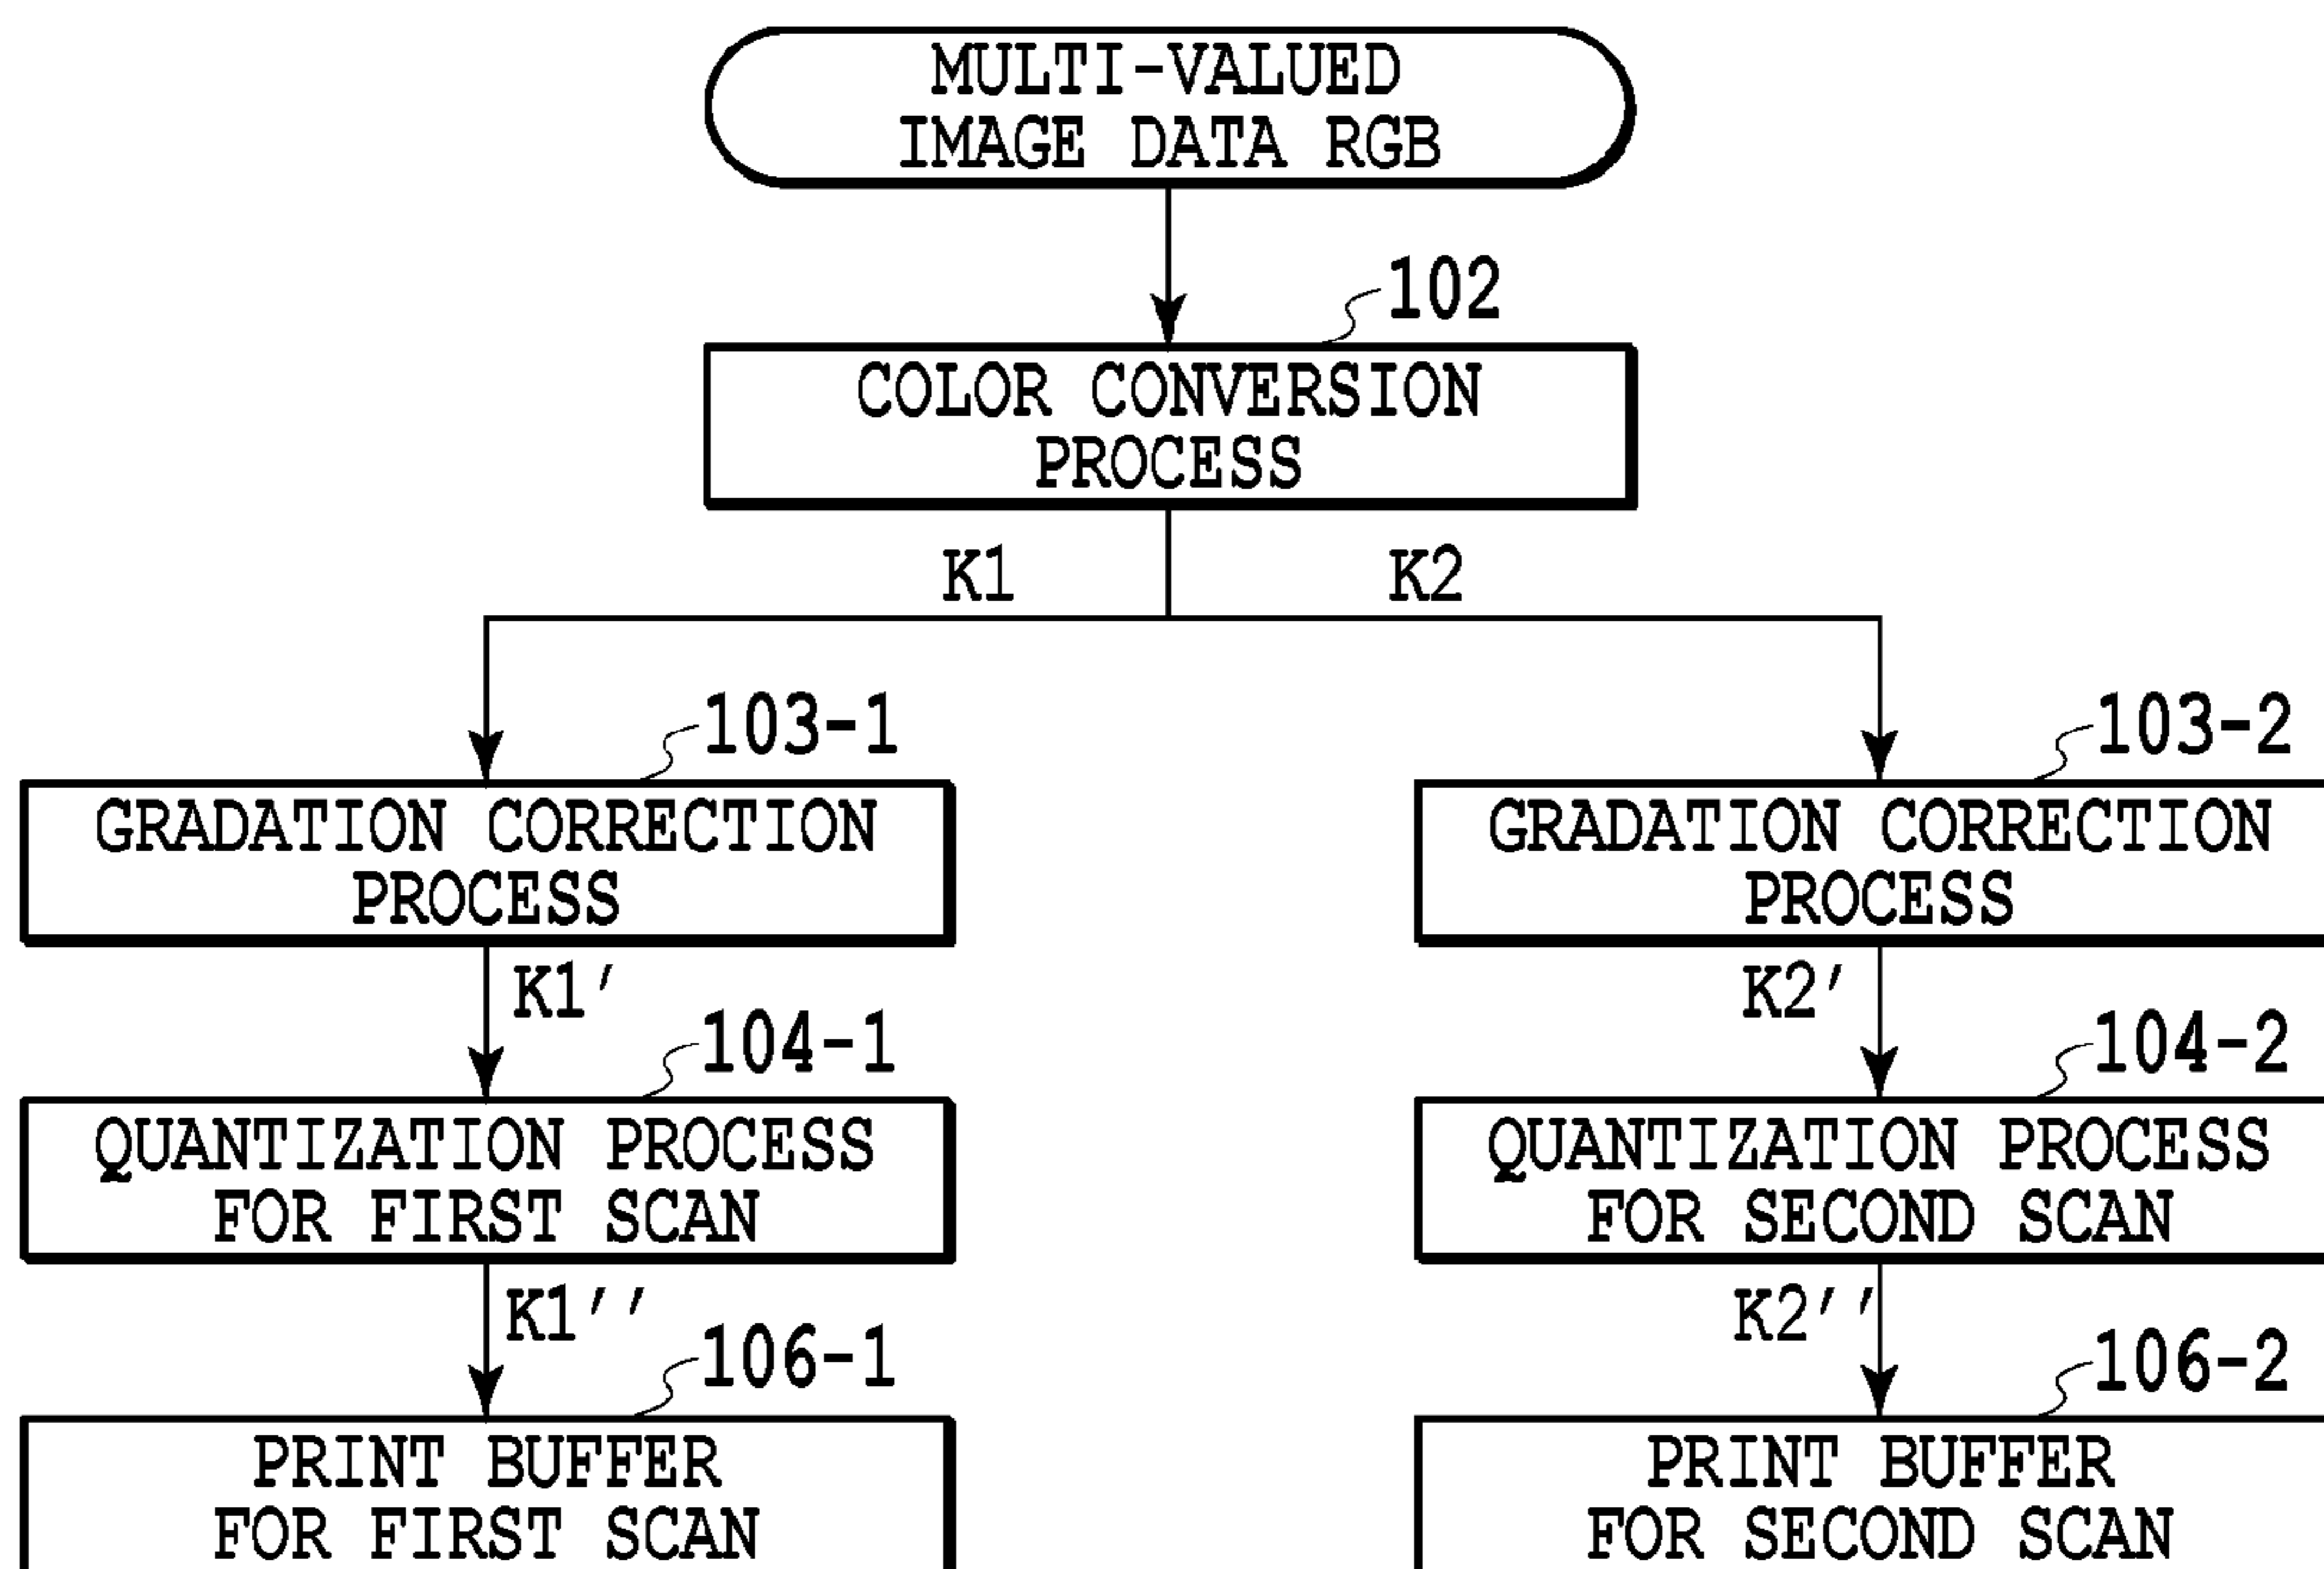 MULTI-VALUED
IMAGE DATA RGB
102
COLOR CONVERSION
PROCESS
K1
K2
103-1
GRADATION CORRECTION
PROCESS
103-2
GRADATION CORRECTION
PROCESS
K1'
K2'
104-1
QUANTIZATION PROCESS
FOR FIRST SCAN
104-2
QUANTIZATION PROCESS
FOR SECOND SCAN
K1''
K2''
106-1
PRINT BUFFER
FOR FIRST SCAN
106-2
PRINT BUFFER
FOR SECOND SCAN